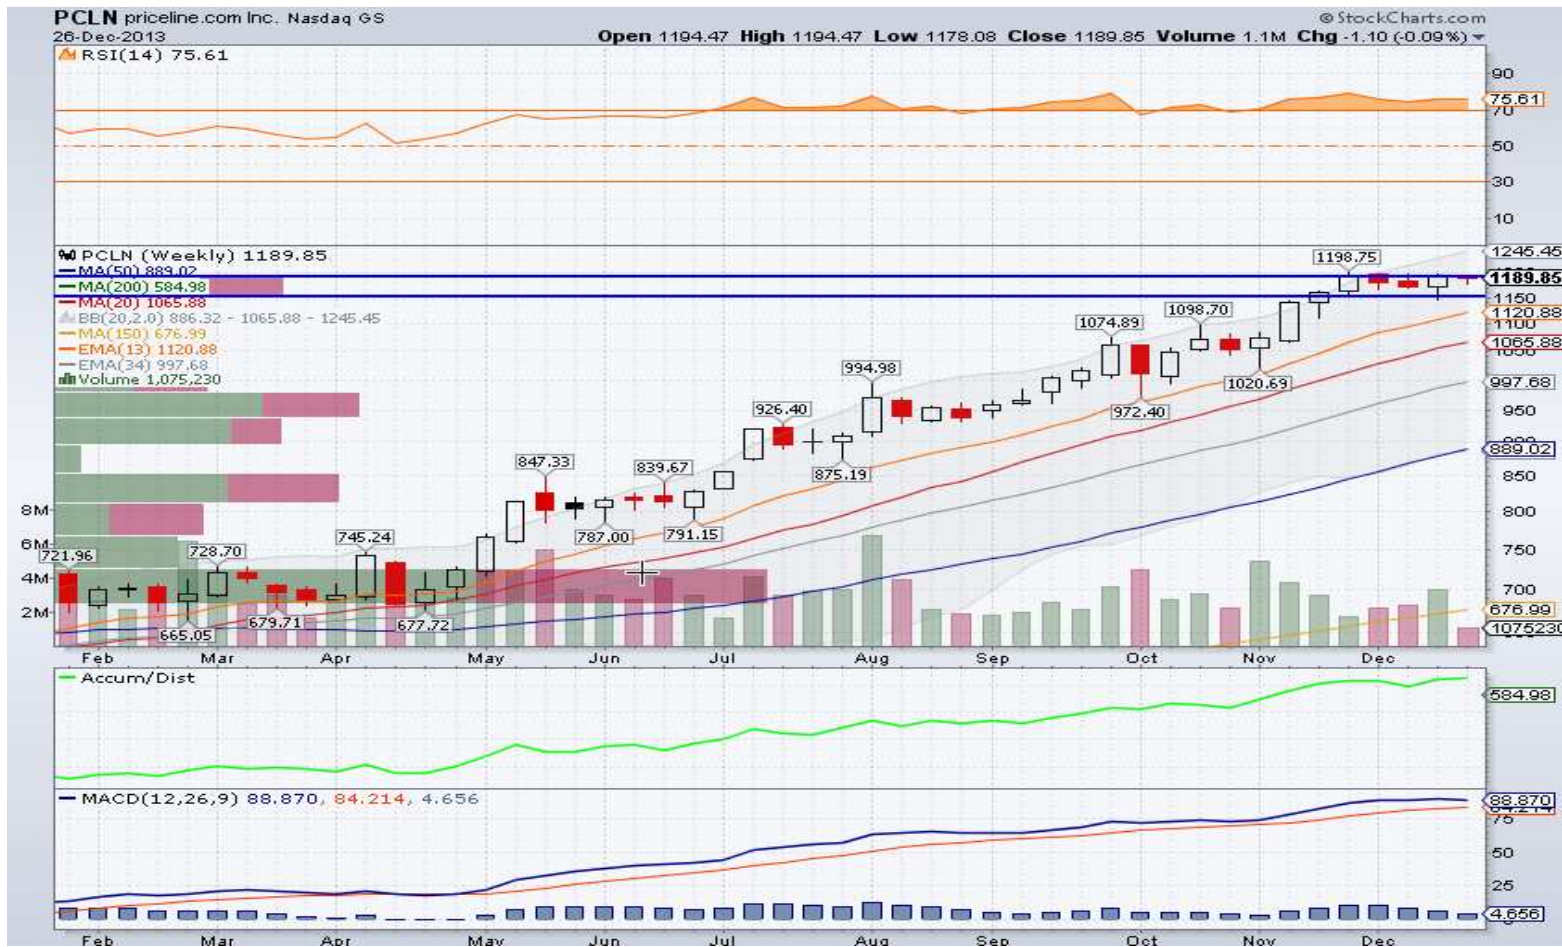 PCLN priceline.com Inc. Nasdaq GS
© StockCharts.com
26-Dec-2013
Open 1194.47 High 1194.47 Low 1178.08 Close 1189.85 Volume 1.1M Chg -1.10 (-0.09%)
RSI(14) 75.61
90
75.61
70
50
30
10
PCLN (Weekly) 1189.85
MA(50) 889.02
MA(200) 584.98
MA(20) 1065.88
BB(20,2.0) 886.32 - 1065.88 - 1245.45
MA(150) 676.99
EMA(13) 1120.88
EMA(34) 997.68
Volume 1,075,230
1198.75
1098.70
1074.89
1020.69
994.98
972.40
926.40
875.19
847.33
839.67
787.00
791.15
745.24
728.70
721.96
679.71
677.72
665.05
1245.45
1189.85
1150
1120.88
1100
1065.88
1050
997.68
950
900
889.02
850
800
750
700
676.99
1075230
8M
6M
4M
2M
Feb Mar Apr May Jun Jul Aug Sep Oct Nov Dec
Accum/Dist
584.98
MACD(12,26,9) 88.870, 84.214, 4.656
88.870
84.214
75
50
25
4.656
Feb Mar Apr May Jun Jul Aug Sep Oct Nov Dec